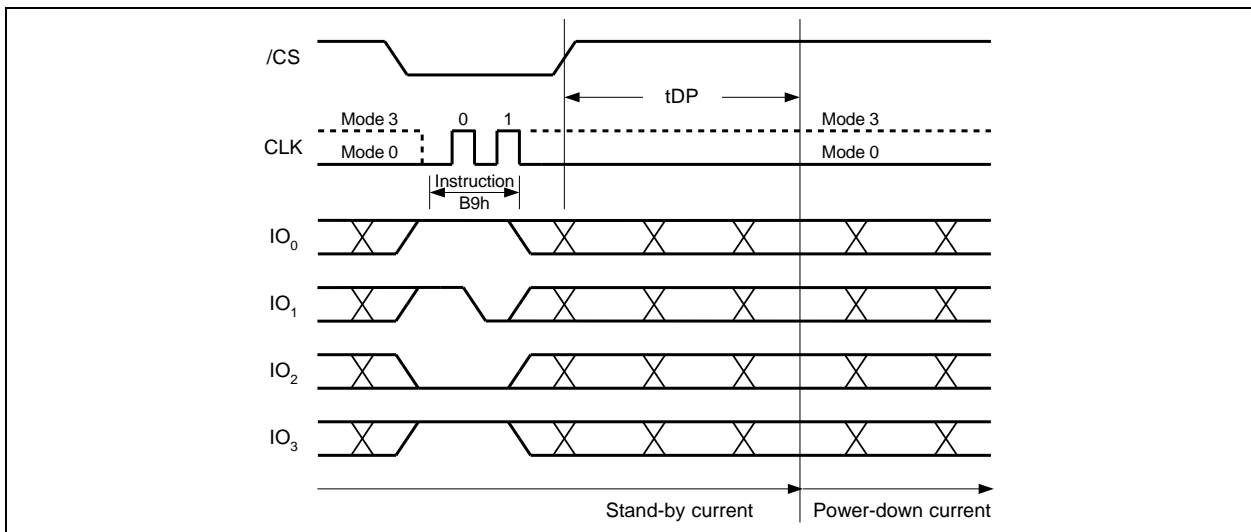 /CS
tDP
Mode 3 0 1 Mode 3
CLK
Mode 0 Mode 0
Instruction
B9h
IO0
IO1
IO2
IO3
Stand-by current Power-down current